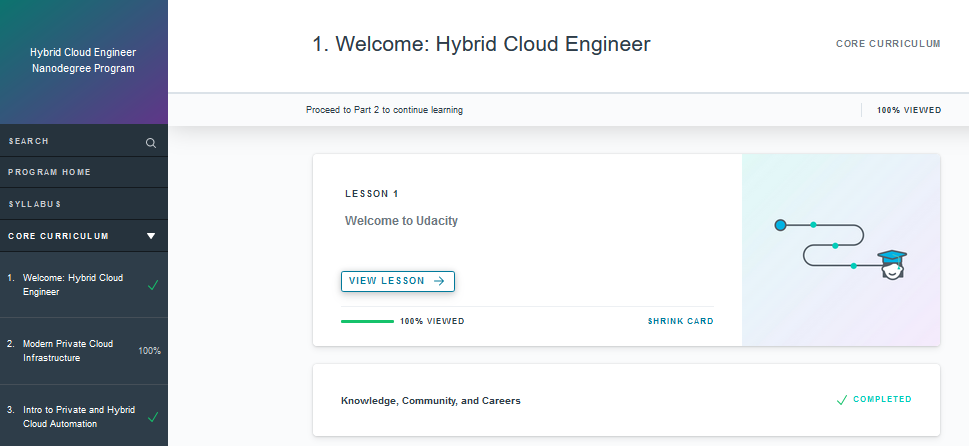 Hybrid Cloud Engineer
Nanodegree Program
SEARCH
PROGRAM HOME
SYLLABUS
CORE CURRICULUM
1. Welcome: Hybrid Cloud
Engineer
2. Modern Private Cloud
Infrastructure
100%
3. Intro to Private and Hybrid
Cloud Automation
1. Welcome: Hybrid Cloud Engineer
CORE CURRICULUM
Proceed to Part 2 to continue learning
100% VIEWED
LESSON 1
Welcome to Udacity
VIEW LESSON
100% VIEWED
SHRINK CARD
Knowledge, Community, and Careers
COMPLETED